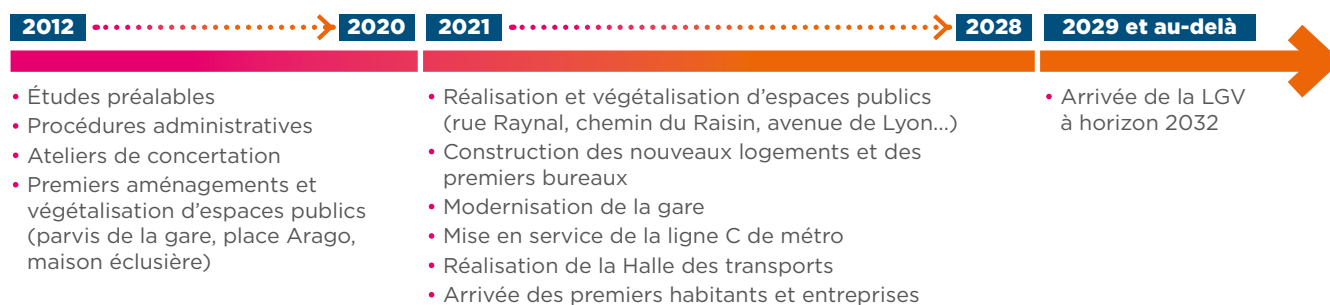 2012 2020 2021 2028 2029 et au-delà
• Études préalables
• Procédures administratives
• Ateliers de concertation
• Premiers aménagements et
végétalisation d’espaces publics
(parvis de la gare, place Arago,
maison éclusière)
• Réalisation et végétalisation d’espaces publics
(rue Raynal, chemin du Raisin, avenue de Lyon...)
• Construction des nouveaux logements et des
premiers bureaux
• Modernisation de la gare
• Mise en service de la ligne C de métro
• Réalisation de la Halle des transports
• Arrivée des premiers habitants et entreprises
• Arrivée de la LGV
à horizon 2032